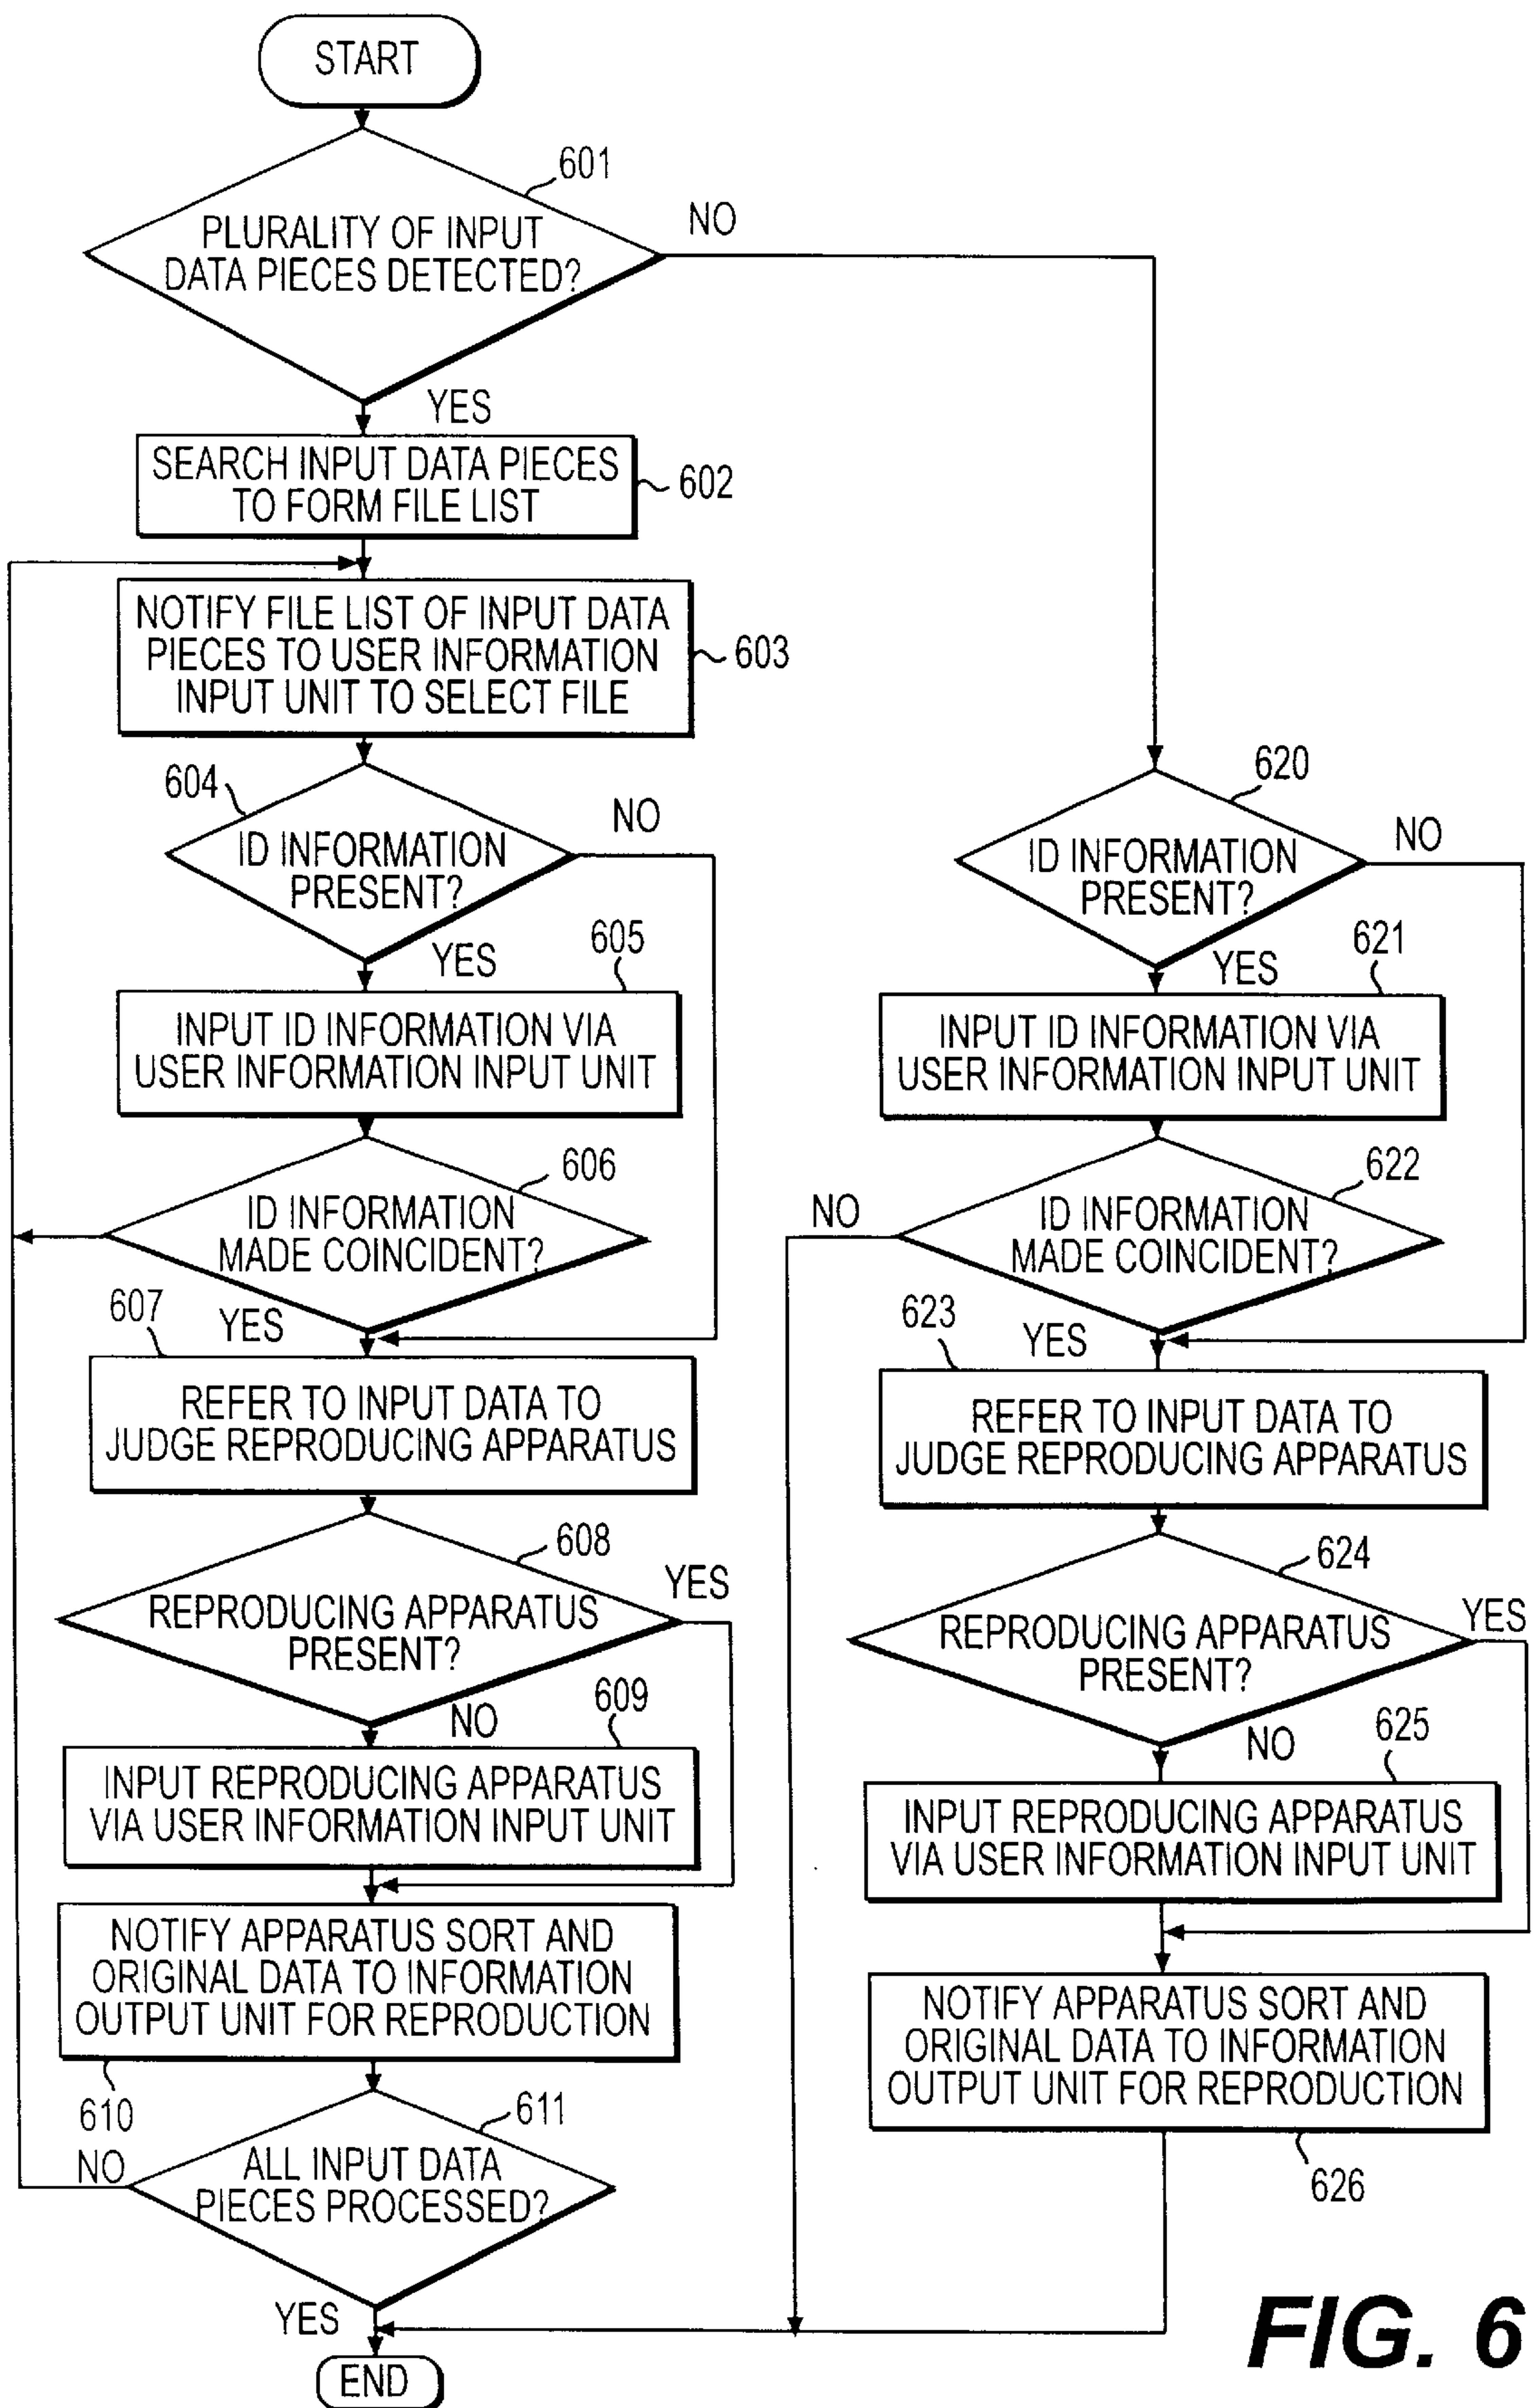 START
601
PLURALITY OF INPUT
DATA PIECES DETECTED?
NO
YES
SEARCH INPUT DATA PIECES
TO FORM FILE LIST
602
NOTIFY FILE LIST OF INPUT DATA
PIECES TO USER INFORMATION
INPUT UNIT TO SELECT FILE
603
604
ID INFORMATION
PRESENT?
NO
YES
605
INPUT ID INFORMATION VIA
USER INFORMATION INPUT UNIT
606
ID INFORMATION
MADE COINCIDENT?
607
YES
REFER TO INPUT DATA TO
JUDGE REPRODUCING APPARATUS
608
YES
REPRODUCING APPARATUS
PRESENT?
609
NO
INPUT REPRODUCING APPARATUS
VIA USER INFORMATION INPUT UNIT
NOTIFY APPARATUS SORT AND
ORIGINAL DATA TO INFORMATION
OUTPUT UNIT FOR REPRODUCTION
610
611
NO
ALL INPUT DATA
PIECES PROCESSED?
YES
END
620
ID INFORMATION
PRESENT?
NO
YES
621
INPUT ID INFORMATION VIA
USER INFORMATION INPUT UNIT
622
NO
ID INFORMATION
MADE COINCIDENT?
623
YES
REFER TO INPUT DATA TO
JUDGE REPRODUCING APPARATUS
624
YES
REPRODUCING APPARATUS
PRESENT?
NO
625
INPUT REPRODUCING APPARATUS
VIA USER INFORMATION INPUT UNIT
NOTIFY APPARATUS SORT AND
ORIGINAL DATA TO INFORMATION
OUTPUT UNIT FOR REPRODUCTION
626
FIG. 6